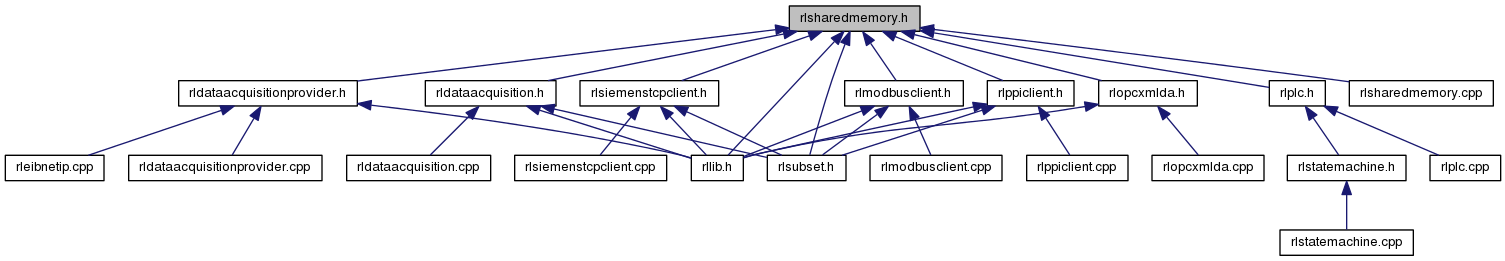 rlsharedmemory.h
rldataacquisitionprovider.h
rldataacquisition.h
rlsiemenstcpclient.h
rlmodbusclient.h
rlppiclient.h
rlopcxmlda.h
rlplc.h
rlsharedmemory.cpp
rleibnetip.cpp
rldataacquisitionprovider.cpp
rldataacquisition.cpp
rlsiemenstcpclient.cpp
rllib.h
rlsubset.h
rlmodbusclient.cpp
rlppiclient.cpp
rlopcxmlda.cpp
rlstatemachine.h
rlplc.cpp
rlstatemachine.cpp